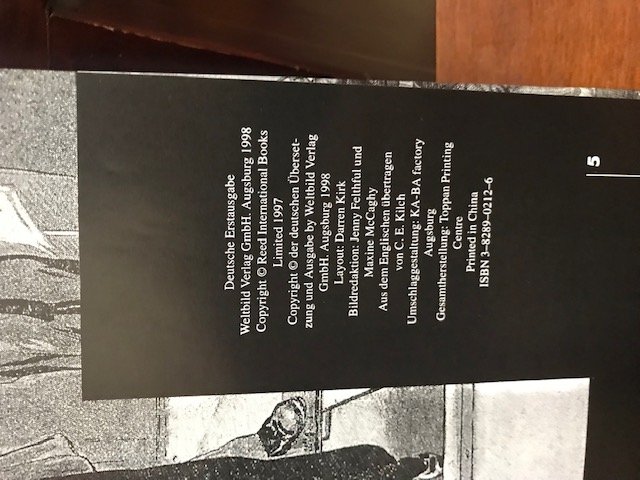 Deutsche Erstausgabe
Weltbild Verlag GmbH. Augsburg 1998
Copyright © Reed International Books
Limited 1997
Copyright © der deutschen Überset-
zung und Ausgabe by Weltbild Verlag
GmbH. Augsburg 1998
Layout: Darren Kirk
Bildredaktion: Jenny Felthful und
Maxine McCaghy
Aus dem Englischen übertragen
von C. E. Kilch
Umschlaggestaltung: KA-BA factory
Augsburg
Gesamtherstellung: Toppan Printing
Centre
Printed in China
ISBN 3-8289-0212-6
5